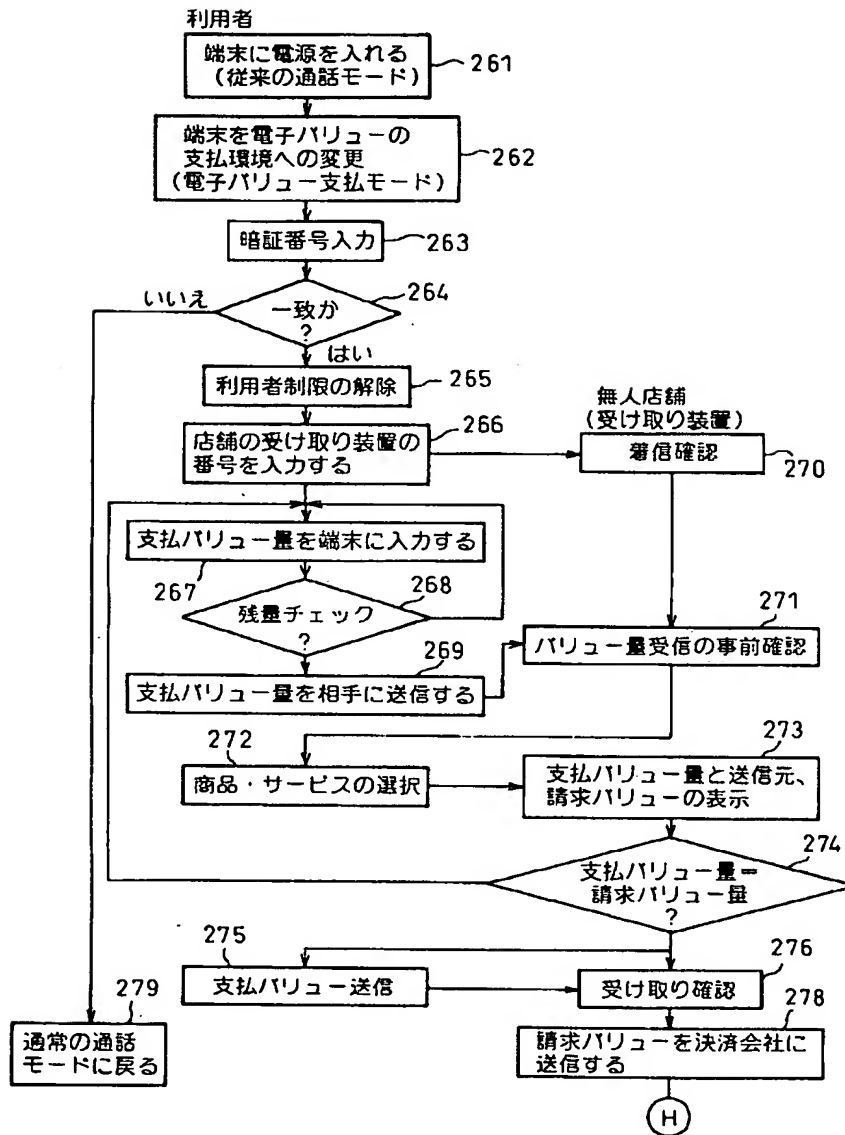 利用者
端末に電源を入れる
(従来の通話モード)
261
端末を電子バリューの
支払環境への変更
(電子バリュー支払モード)
262
暗証番号入力
263
いいえ
一致か
?
264
はい
利用者制限の解除
265
無人店舗
(受け取り装置)
店舗の受け取り装置の
番号を入力する
266
着信確認
270
支払バリュー量を端末に入力する
267
残量チェック
?
268
269
支払バリュー量を相手に送信する
271
バリュー量受信の事前確認
272
商品・サービスの選択
273
支払バリュー量と送信元、
請求バリューの表示
274
支払バリュー量=
請求バリュー量
?
275
支払バリュー送信
276
受け取り確認
279
通常の通話
モードに戻る
278
請求バリューを決済会社に
送信する
H